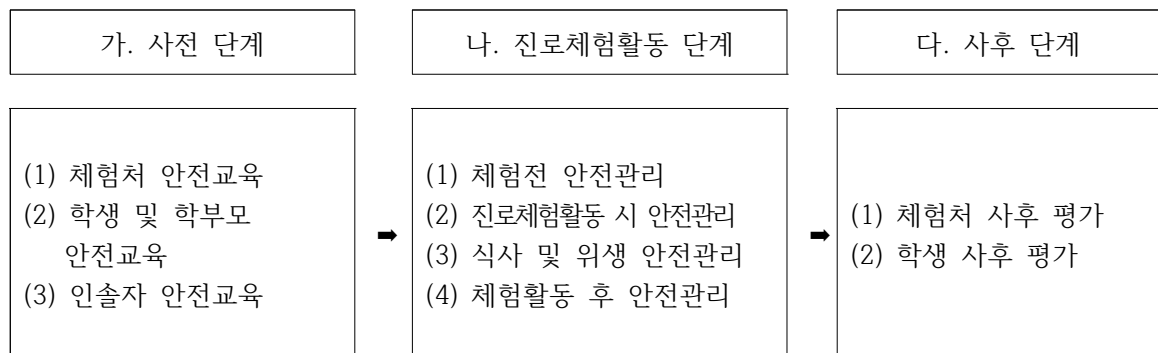 가. 사전 단계
(1) 체험처 안전교육
(2) 학생 및 학부모
안전교육
(3) 인솔자 안전교육
➡
나. 진로체험활동 단계
(1) 체험전 안전관리
(2) 진로체험활동 시 안전관리
(3) 식사 및 위생 안전관리
(4) 체험활동 후 안전관리
➡
다. 사후 단계
(1) 체험처 사후 평가
(2) 학생 사후 평가